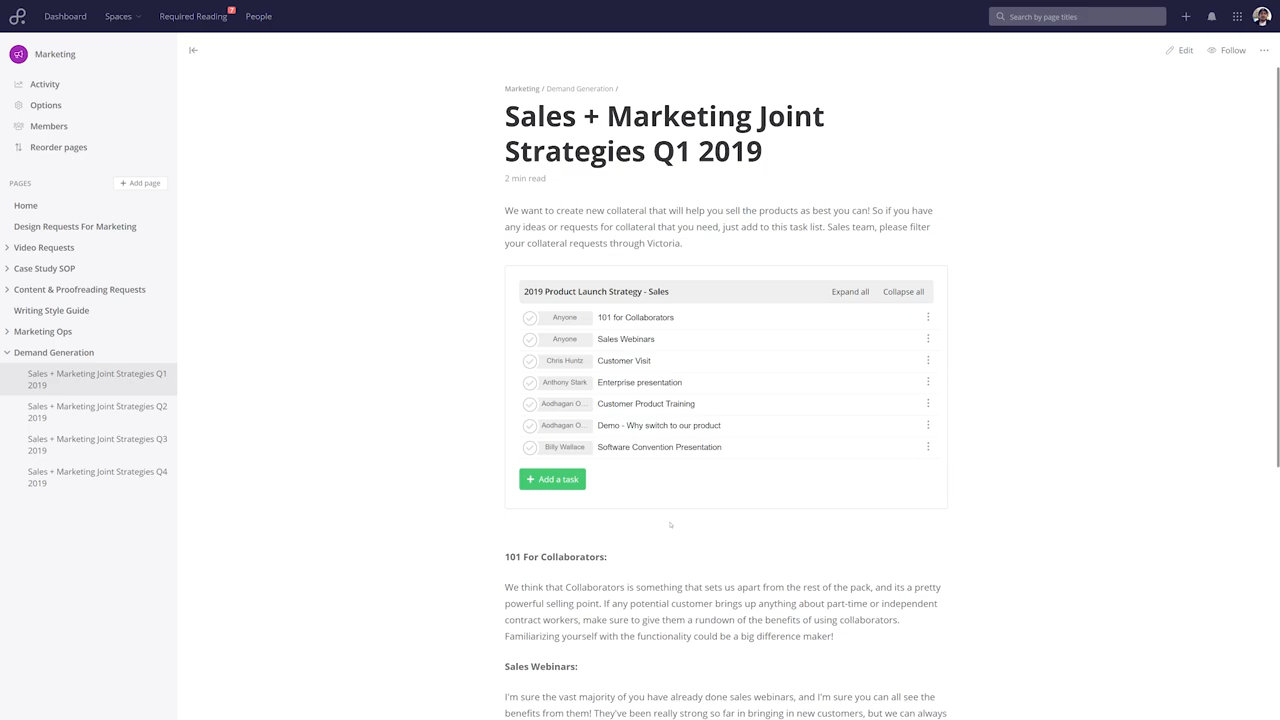 Dashboard Spaces Required Reading 7 People Search by page titles
Marketing
Activity
Options
Members
Reorder pages
PAGES + Add page
Home
Design Requests For Marketing
Video Requests
Case Study SOP
Content & Proofreading Requests
Writing Style Guide
Marketing Ops
Demand Generation
Sales + Marketing Joint Strategies Q1
2019
Sales + Marketing Joint Strategies Q2
2019
Sales + Marketing Joint Strategies Q3
2019
Sales + Marketing Joint Strategies Q4
2019
Edit Follow
Marketing / Demand Generation /
Sales + Marketing Joint
Strategies Q1 2019
2 min read
We want to create new collateral that will help you sell the products as best you can! So if you have
any ideas or requests for collateral that you need, just add to this task list. Sales team, please filter
your collateral requests through Victoria.
2019 Product Launch Strategy - Sales Expand all Collapse all
Anyone 101 for Collaborators
Anyone Sales Webinars
Chris Huntz Customer Visit
Anthony Stark Enterprise presentation
Aodhagan O... Customer Product Training
Aodhagan O... Demo - Why switch to our product
Billy Wallace Software Convention Presentation
+ Add a task
101 For Collaborators:
We think that Collaborators is something that sets us apart from the rest of the pack, and its a pretty
powerful selling point. If any potential customer brings up anything about part-time or independent
contract workers, make sure to give them a rundown of the benefits of using collaborators.
Familiarizing yourself with the functionality could be a big difference maker!
Sales Webinars:
I'm sure the vast majority of you have already done sales webinars, and I'm sure you can all see the
benefits from them! They've been really strong so far in bringing in new customers, but we can always